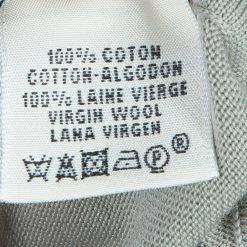 100% COTON
COTTON-ALGODON
100% LAINE VIERGE
VIRGIN WOOL
LANA VIRGEN
P ®